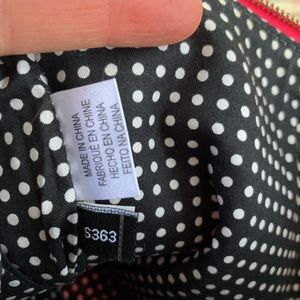 MADE IN CHINA
FABRIQUÉ EN CHINE
HECHO EN CHINA
FEITO NA CHINA
S363